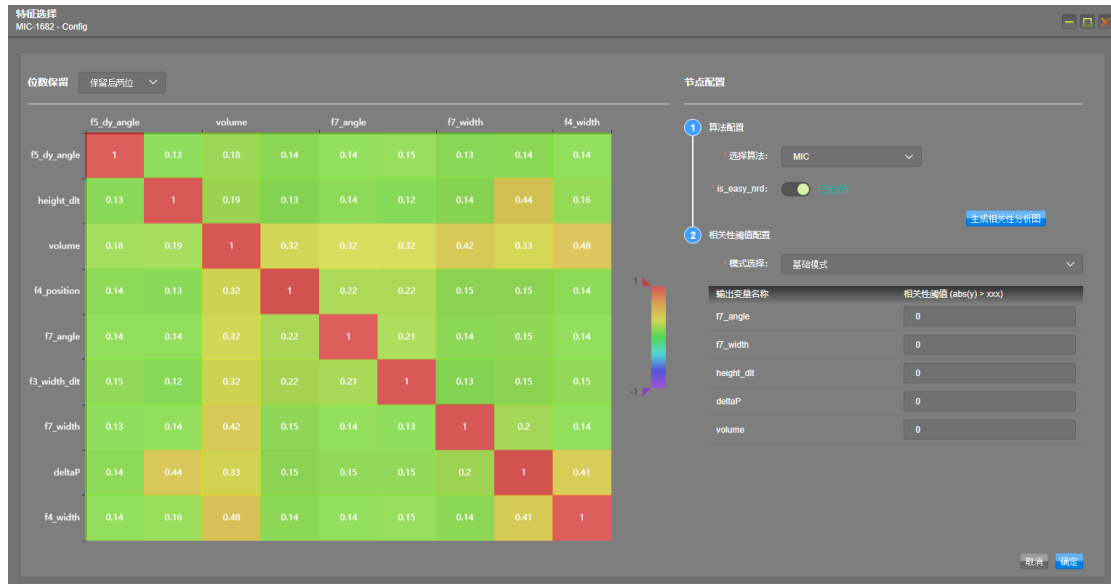 特征选择
MIC-1682 - Config
位数保留 保留后两位
节点配置
f5_dy_angle volume f7_angle f7_width f4_width
f5_dy_angle 1 0.13 0.18 0.14 0.14 0.15 0.13 0.14 0.14
height_dlt 0.13 1 0.19 0.13 0.14 0.12 0.14 0.44 0.16
volume 0.18 0.19 1 0.32 0.32 0.32 0.42 0.33 0.48
f4_position 0.14 0.13 0.32 1 0.22 0.22 0.15 0.15 0.14
f7_angle 0.14 0.14 0.32 0.22 1 0.21 0.14 0.15 0.14
f3_width_dlt 0.15 0.12 0.32 0.22 0.21 1 0.13 0.15 0.15
f7_width 0.13 0.14 0.42 0.15 0.14 0.13 1 0.2 0.14
deltaP 0.14 0.44 0.33 0.15 0.15 0.15 0.2 1 0.41
f4_width 0.14 0.16 0.48 0.14 0.14 0.15 0.14 0.41 1
1
-1
1 算法配置
* 选择算法: MIC
* is_easy_nrd:
生成相关性分析图
2 相关性阈值配置
* 模式选择: 基础模式
输出变量名称 相关性阈值 (abs(y) > xxx)
f7_angle 0
f7_width 0
height_dlt 0
deltaP 0
volume 0
取消 确定